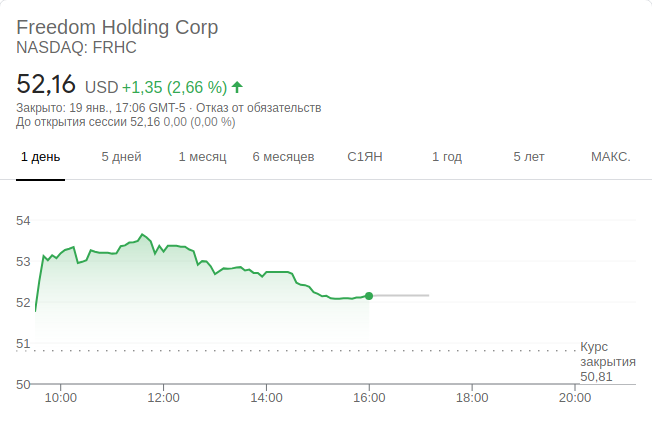 Freedom Holding Corp
NASDAQ: FRHC
52,16 USD +1,35 (2,66 %)
Закрыто: 19 янв., 17:06 GMT-5 · Отказ от обязательств
До открытия сессии 52,16 0,00 (0,00 %)
1 день 5 дней 1 месяц 6 месяцев С1ЯН 1 год 5 лет МАКС.
54
53
52
51
Курс
закрытия
50,81
50
10:00 12:00 14:00 16:00 18:00 20:00